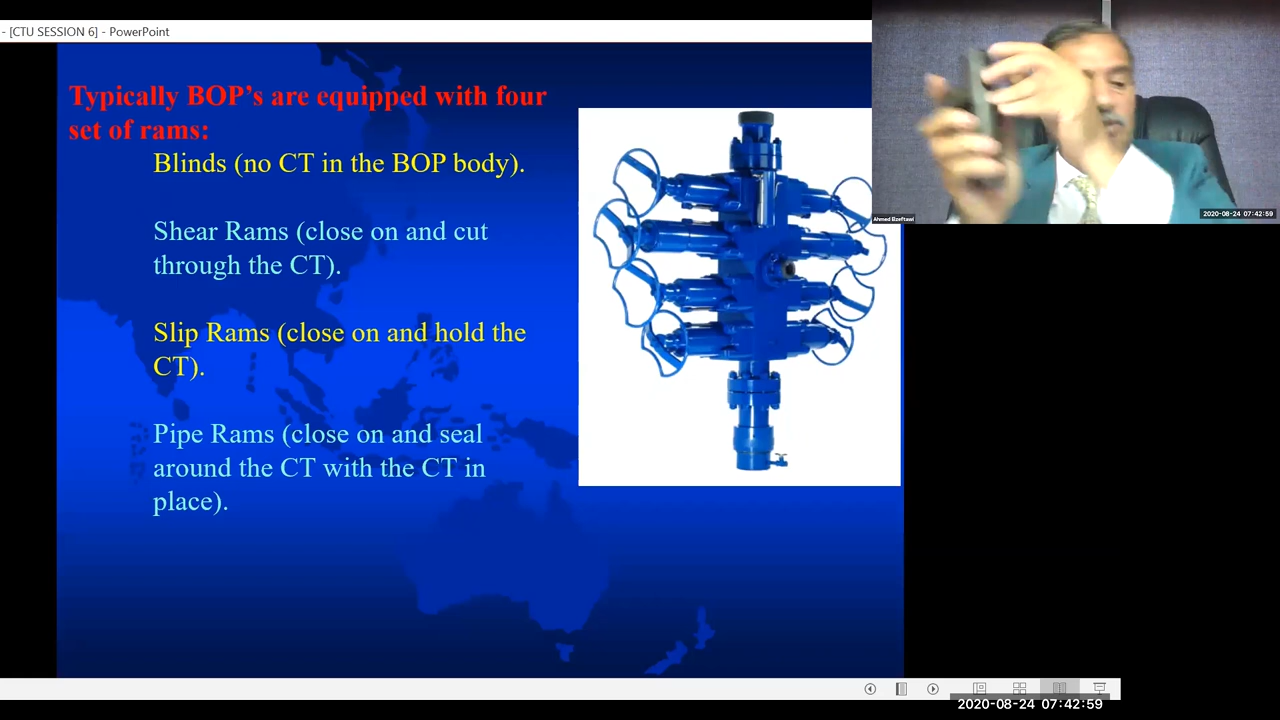 - [CTU SESSION 6] - PowerPoint
Typically BOP’s are equipped with four
set of rams:
Blinds (no CT in the BOP body).
Shear Rams (close on and cut
through the CT).
Slip Rams (close on and hold the
CT).
Pipe Rams (close on and seal
around the CT with the CT in
place).
Ahmed Elzeftawi
2020-08-24 07:42:59
2020-08-24 07:42:59